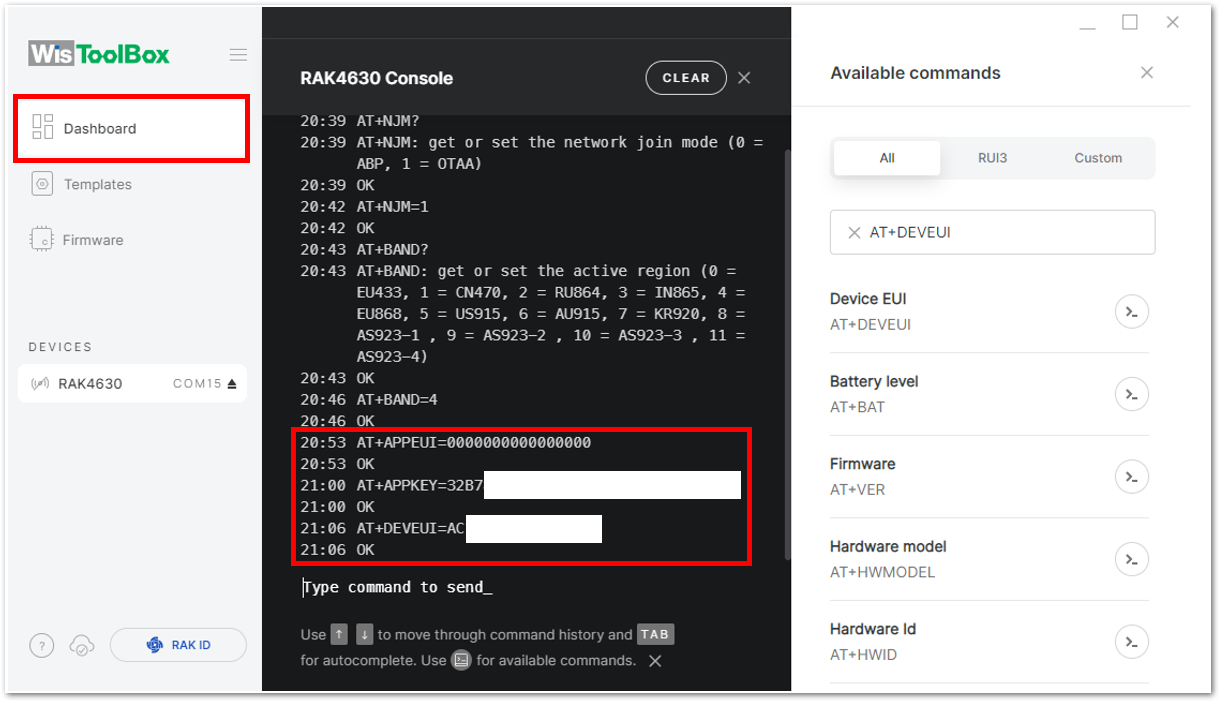 WisToolBox
Dashboard
Templates
Firmware
DEVICES
RAK4630 COM15
?
RAK ID
RAK4630 Console
CLEAR
20:39 AT+NJM?
20:39 AT+NJM: get or set the network join mode (0 =
ABP, 1 = OTAA)
20:39 OK
20:42 AT+NJM=1
20:42 OK
20:43 AT+BAND?
20:43 AT+BAND: get or set the active region (0 =
EU433, 1 = CN470, 2 = RU864, 3 = IN865, 4 =
EU868, 5 = US915, 6 = AU915, 7 = KR920, 8 =
AS923-1 , 9 = AS923-2 , 10 = AS923-3 , 11 =
AS923-4)
20:43 OK
20:46 AT+BAND=4
20:46 OK
20:53 AT+APPEUI=0000000000000000
20:53 OK
21:00 AT+APPKEY=32B7
21:00 OK
21:06 AT+DEVEUI=AC
21:06 OK
Type command to send_
Use ↑ ↓ to move through command history and TAB
for autocomplete. Use for available commands.
Available commands
All RUI3 Custom
AT+DEVEUI
Device EUI
AT+DEVEUI
Battery level
AT+BAT
Firmware
AT+VER
Hardware model
AT+HWMODEL
Hardware Id
AT+HWID